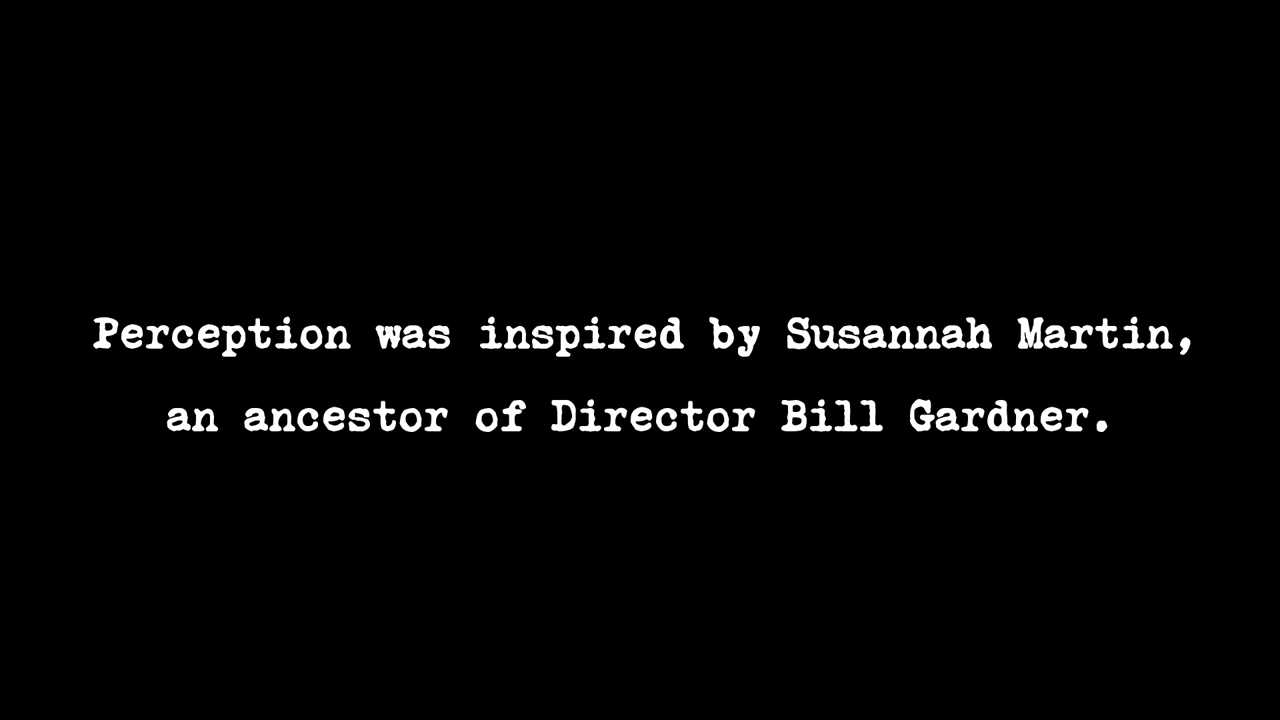 Perception was inspired by Susannah Martin,
an ancestor of Director Bill Gardner.